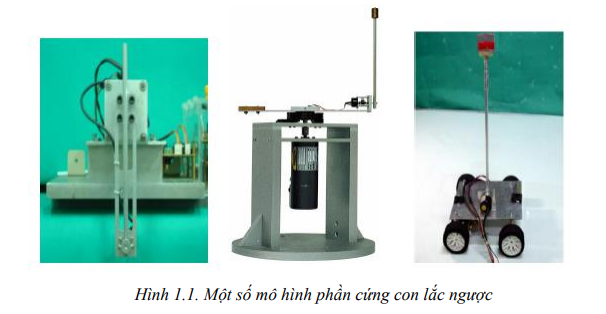 Hình 1.1. Một số mô hình phần cứng con lắc ngược